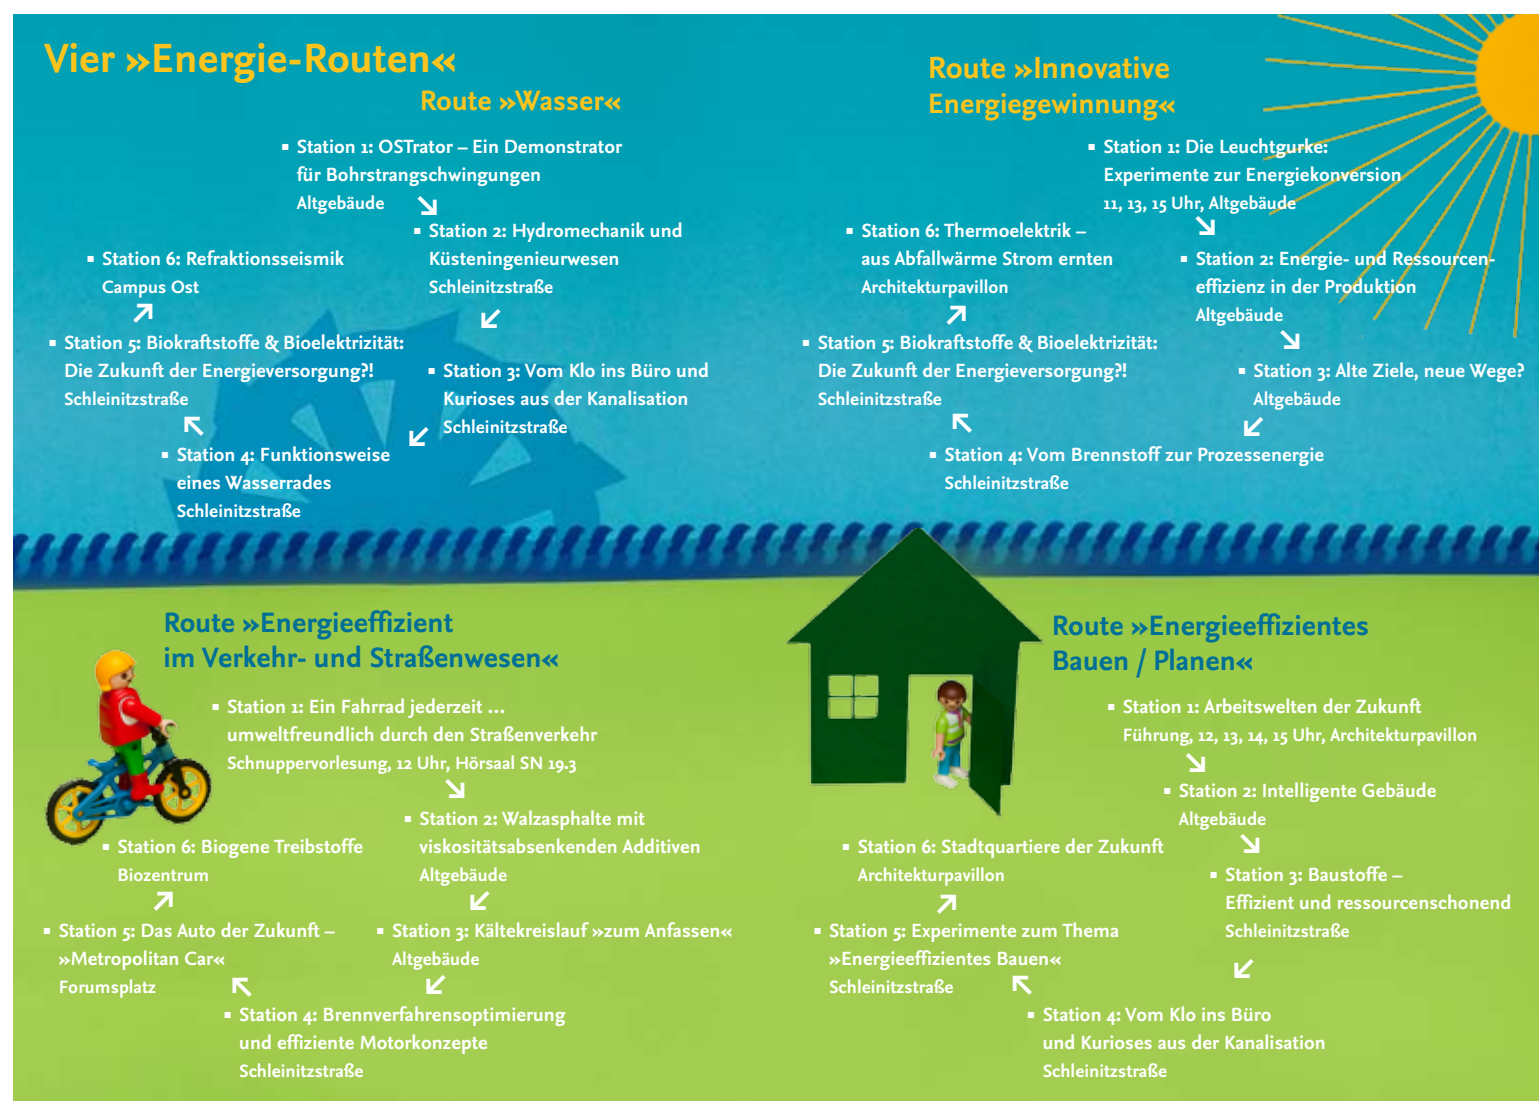 Vier »Energie-Routen«
Route »Wasser«
▪ Station 1: OSTrator – Ein Demonstrator
für Bohrstrangschwingungen
Altgebäude
▪ Station 2: Hydromechanik und
Küsteningenieurwesen
Schleinitzstraße
▪ Station 3: Vom Klo ins Büro und
Kurioses aus der Kanalisation
Schleinitzstraße
▪ Station 4: Funktionsweise
eines Wasserrades
Schleinitzstraße
▪ Station 5: Biokraftstoffe & Bioelektrizität:
Die Zukunft der Energieversorgung?!
Schleinitzstraße
▪ Station 6: Refraktionsseismik
Campus Ost
Route »Innovative
Energiegewinnung«
▪ Station 1: Die Leuchtgurke:
Experimente zur Energiekonversion
11, 13, 15 Uhr, Altgebäude
▪ Station 2: Energie- und Ressourcen-
effizienz in der Produktion
Altgebäude
▪ Station 3: Alte Ziele, neue Wege?
Altgebäude
▪ Station 4: Vom Brennstoff zur Prozessenergie
Schleinitzstraße
▪ Station 5: Biokraftstoffe & Bioelektrizität:
Die Zukunft der Energieversorgung?!
Schleinitzstraße
▪ Station 6: Thermoelektrik –
aus Abfallwärme Strom ernten
Architekturpavillon
Route »Energieeffizient
im Verkehr- und Straßenwesen«
▪ Station 1: Ein Fahrrad jederzeit ...
umweltfreundlich durch den Straßenverkehr
Schnuppervorlesung, 12 Uhr, Hörsaal SN 19.3
▪ Station 2: Walzasphalte mit
viskositätsabsenkenden Additiven
Altgebäude
▪ Station 3: Kältekreislauf »zum Anfassen«
Altgebäude
▪ Station 4: Brennverfahrensoptimierung
und effiziente Motorkonzepte
Schleinitzstraße
▪ Station 5: Das Auto der Zukunft –
»Metropolitan Car«
Forumsplatz
▪ Station 6: Biogene Treibstoffe
Biozentrum
Route »Energieeffizientes
Bauen / Planen«
▪ Station 1: Arbeitswelten der Zukunft
Führung, 12, 13, 14, 15 Uhr, Architekturpavillon
▪ Station 2: Intelligente Gebäude
Altgebäude
▪ Station 3: Baustoffe –
Effizient und ressourcenschonend
Schleinitzstraße
▪ Station 4: Vom Klo ins Büro
und Kurioses aus der Kanalisation
Schleinitzstraße
▪ Station 5: Experimente zum Thema
»Energieeffizientes Bauen«
Schleinitzstraße
▪ Station 6: Stadtquartiere der Zukunft
Architekturpavillon